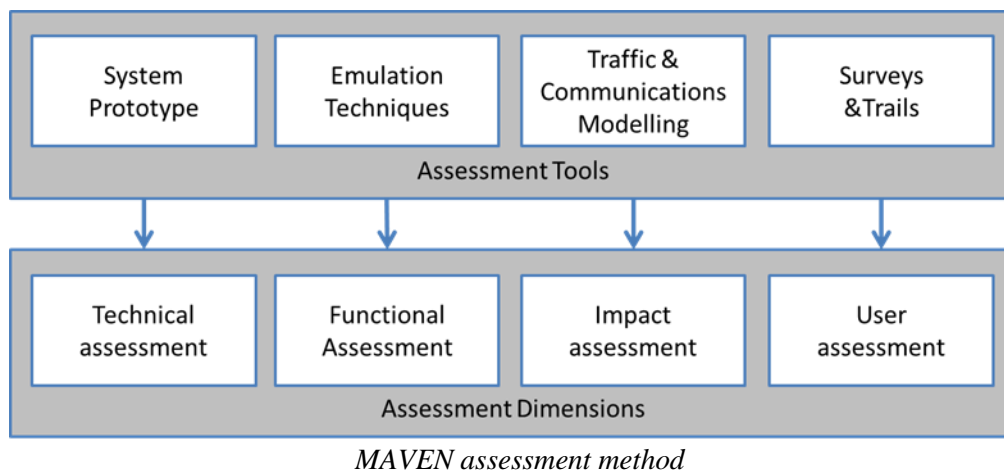 System
Prototype
Emulation
Techniques
Traffic &
Communications
Modelling
Surveys
&Trails
Assessment Tools
Technical
assessment
Functional
Assessment
Impact
assessment
User
assessment
Assessment Dimensions
MAVEN assessment method